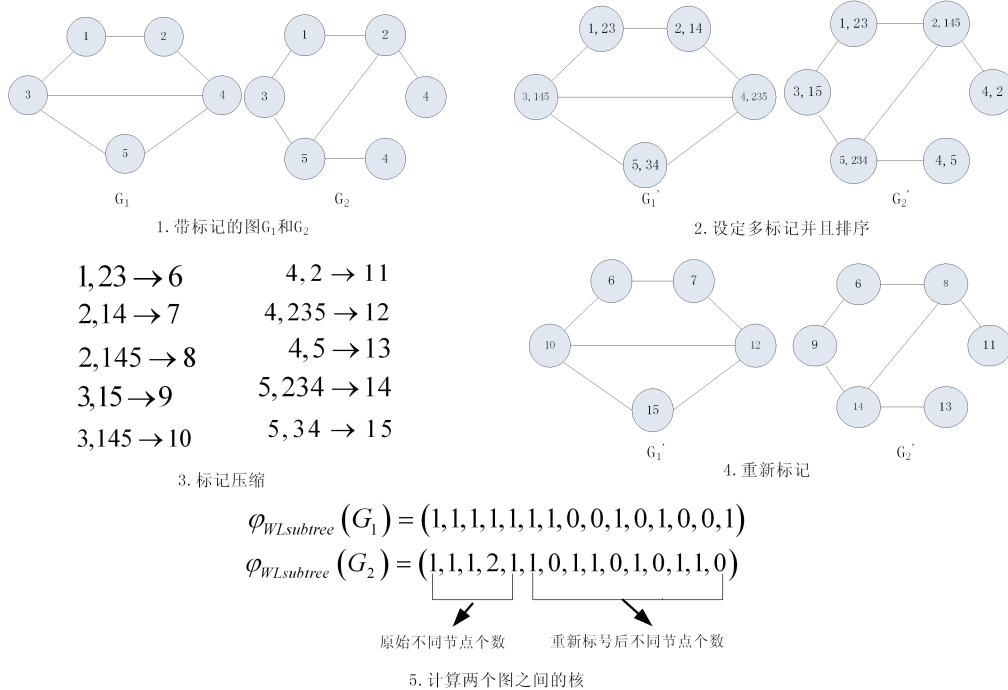 1 2 3 4 5
G1
1 2 3 4 5 4
G2
1.带标记的图G1和G2
1,23 2,14 3,145 4,235 5,34
G1'
1,23 2,145 3,15 4,2 5,234 4,5
G2'
2.设定多标记并且排序
1,23→6
2,14→7
2,145→8
3,15→9
3,145→10
4,2→11
4,235→12
4,5→13
5,234→14
5,34→15
3.标记压缩
6 7 10 12 15
G1'
6 8 9 11 14 13
G2'
4.重新标记
φWLsubtree(G1)=(1,1,1,1,1,1,1,0,0,1,0,1,0,0,1)
φWLsubtree(G2)=(1,1,1,2,1,1,0,1,1,0,1,0,1,1,0)
原始不同节点个数
重新标号后不同节点个数
5.计算两个图之间的核